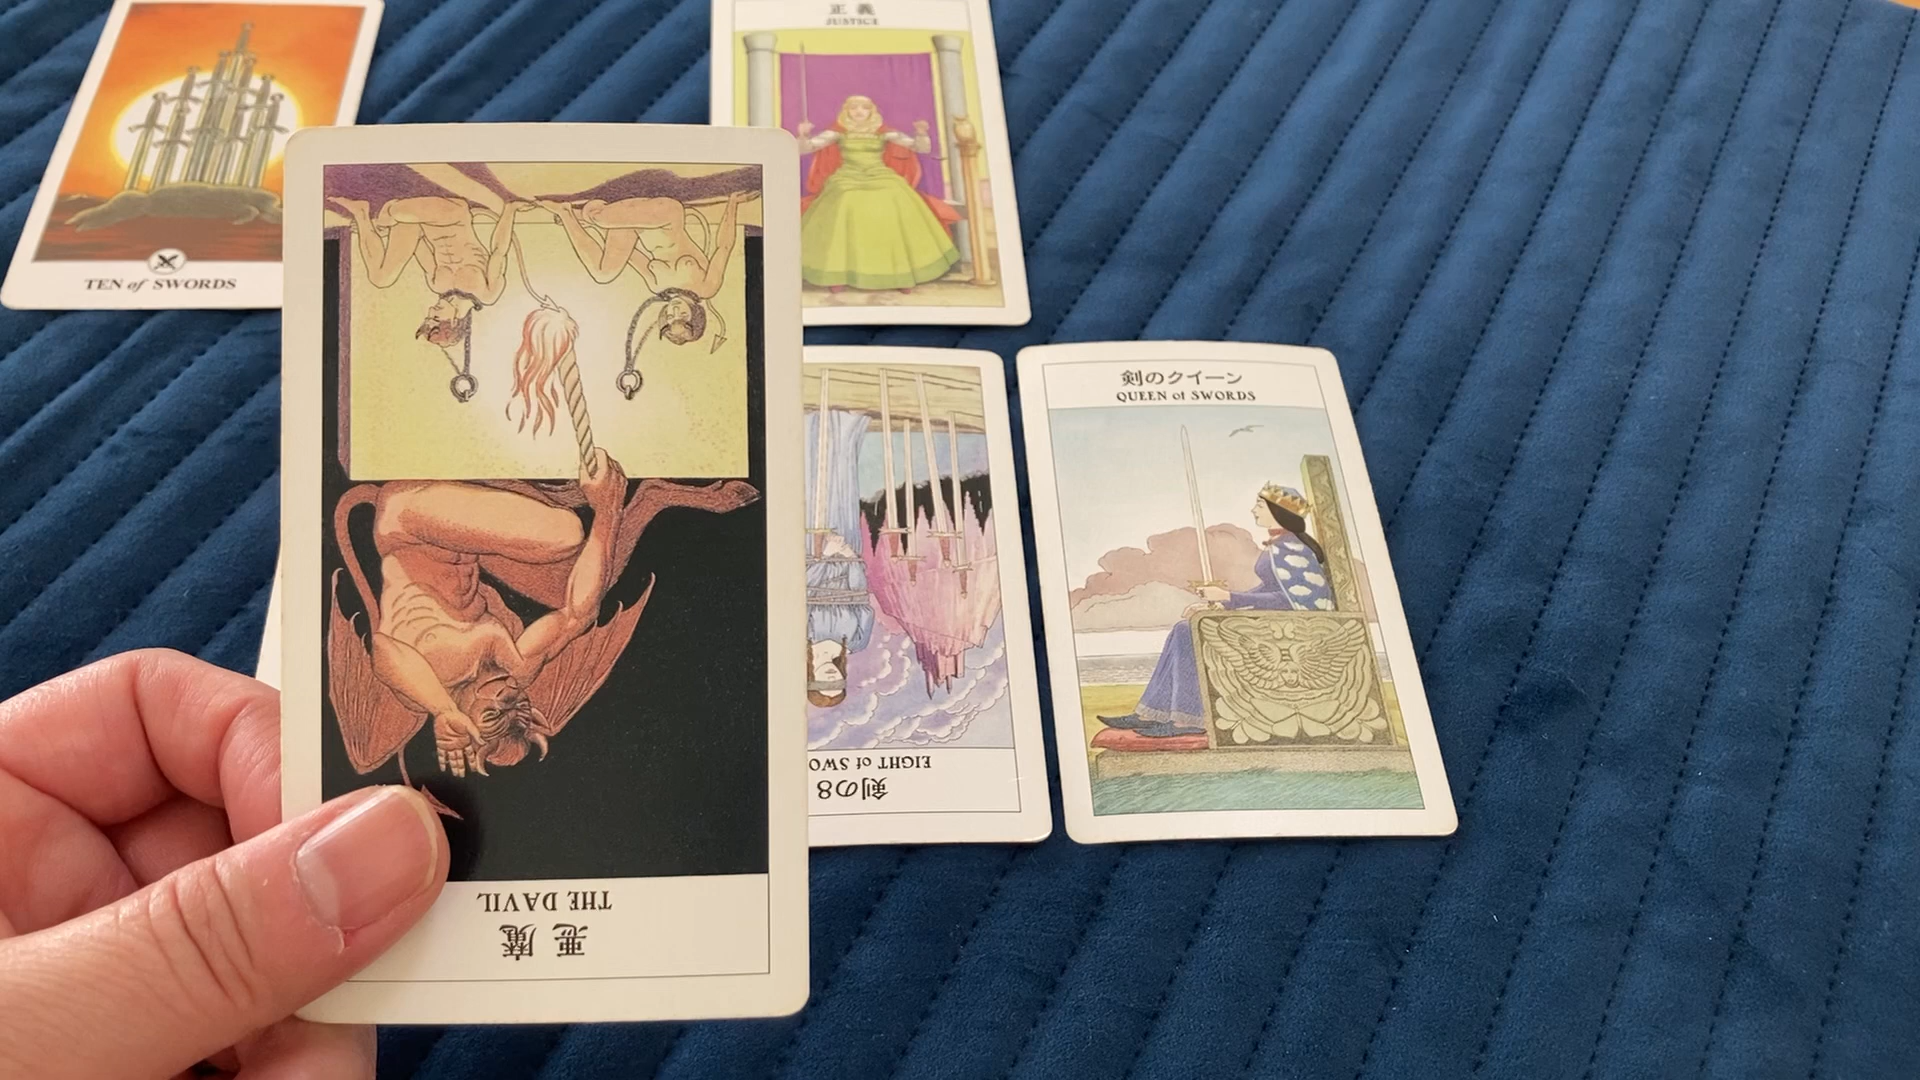 TEN of SWORDS
正義
JUSTICE
剣のクイーン
QUEEN of SWORDS
EIGHT of SWO
剣の8
THE DAVIL
悪魔